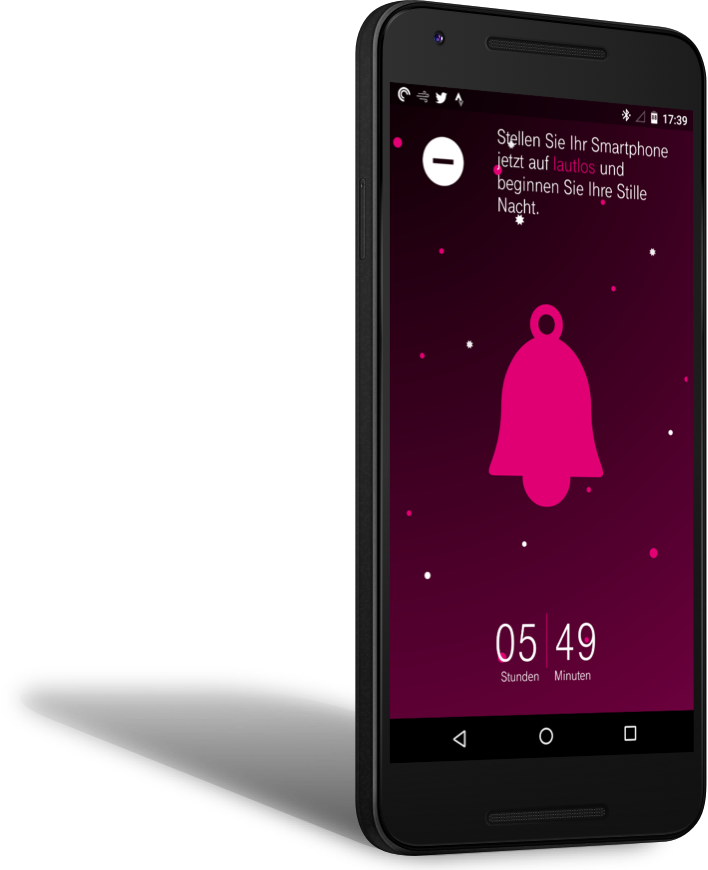 17:39
Stellen Sie Ihr Smartphone
jetzt auf lautlos und
beginnen Sie Ihre Stille
Nacht.
05 49
Stunden Minuten